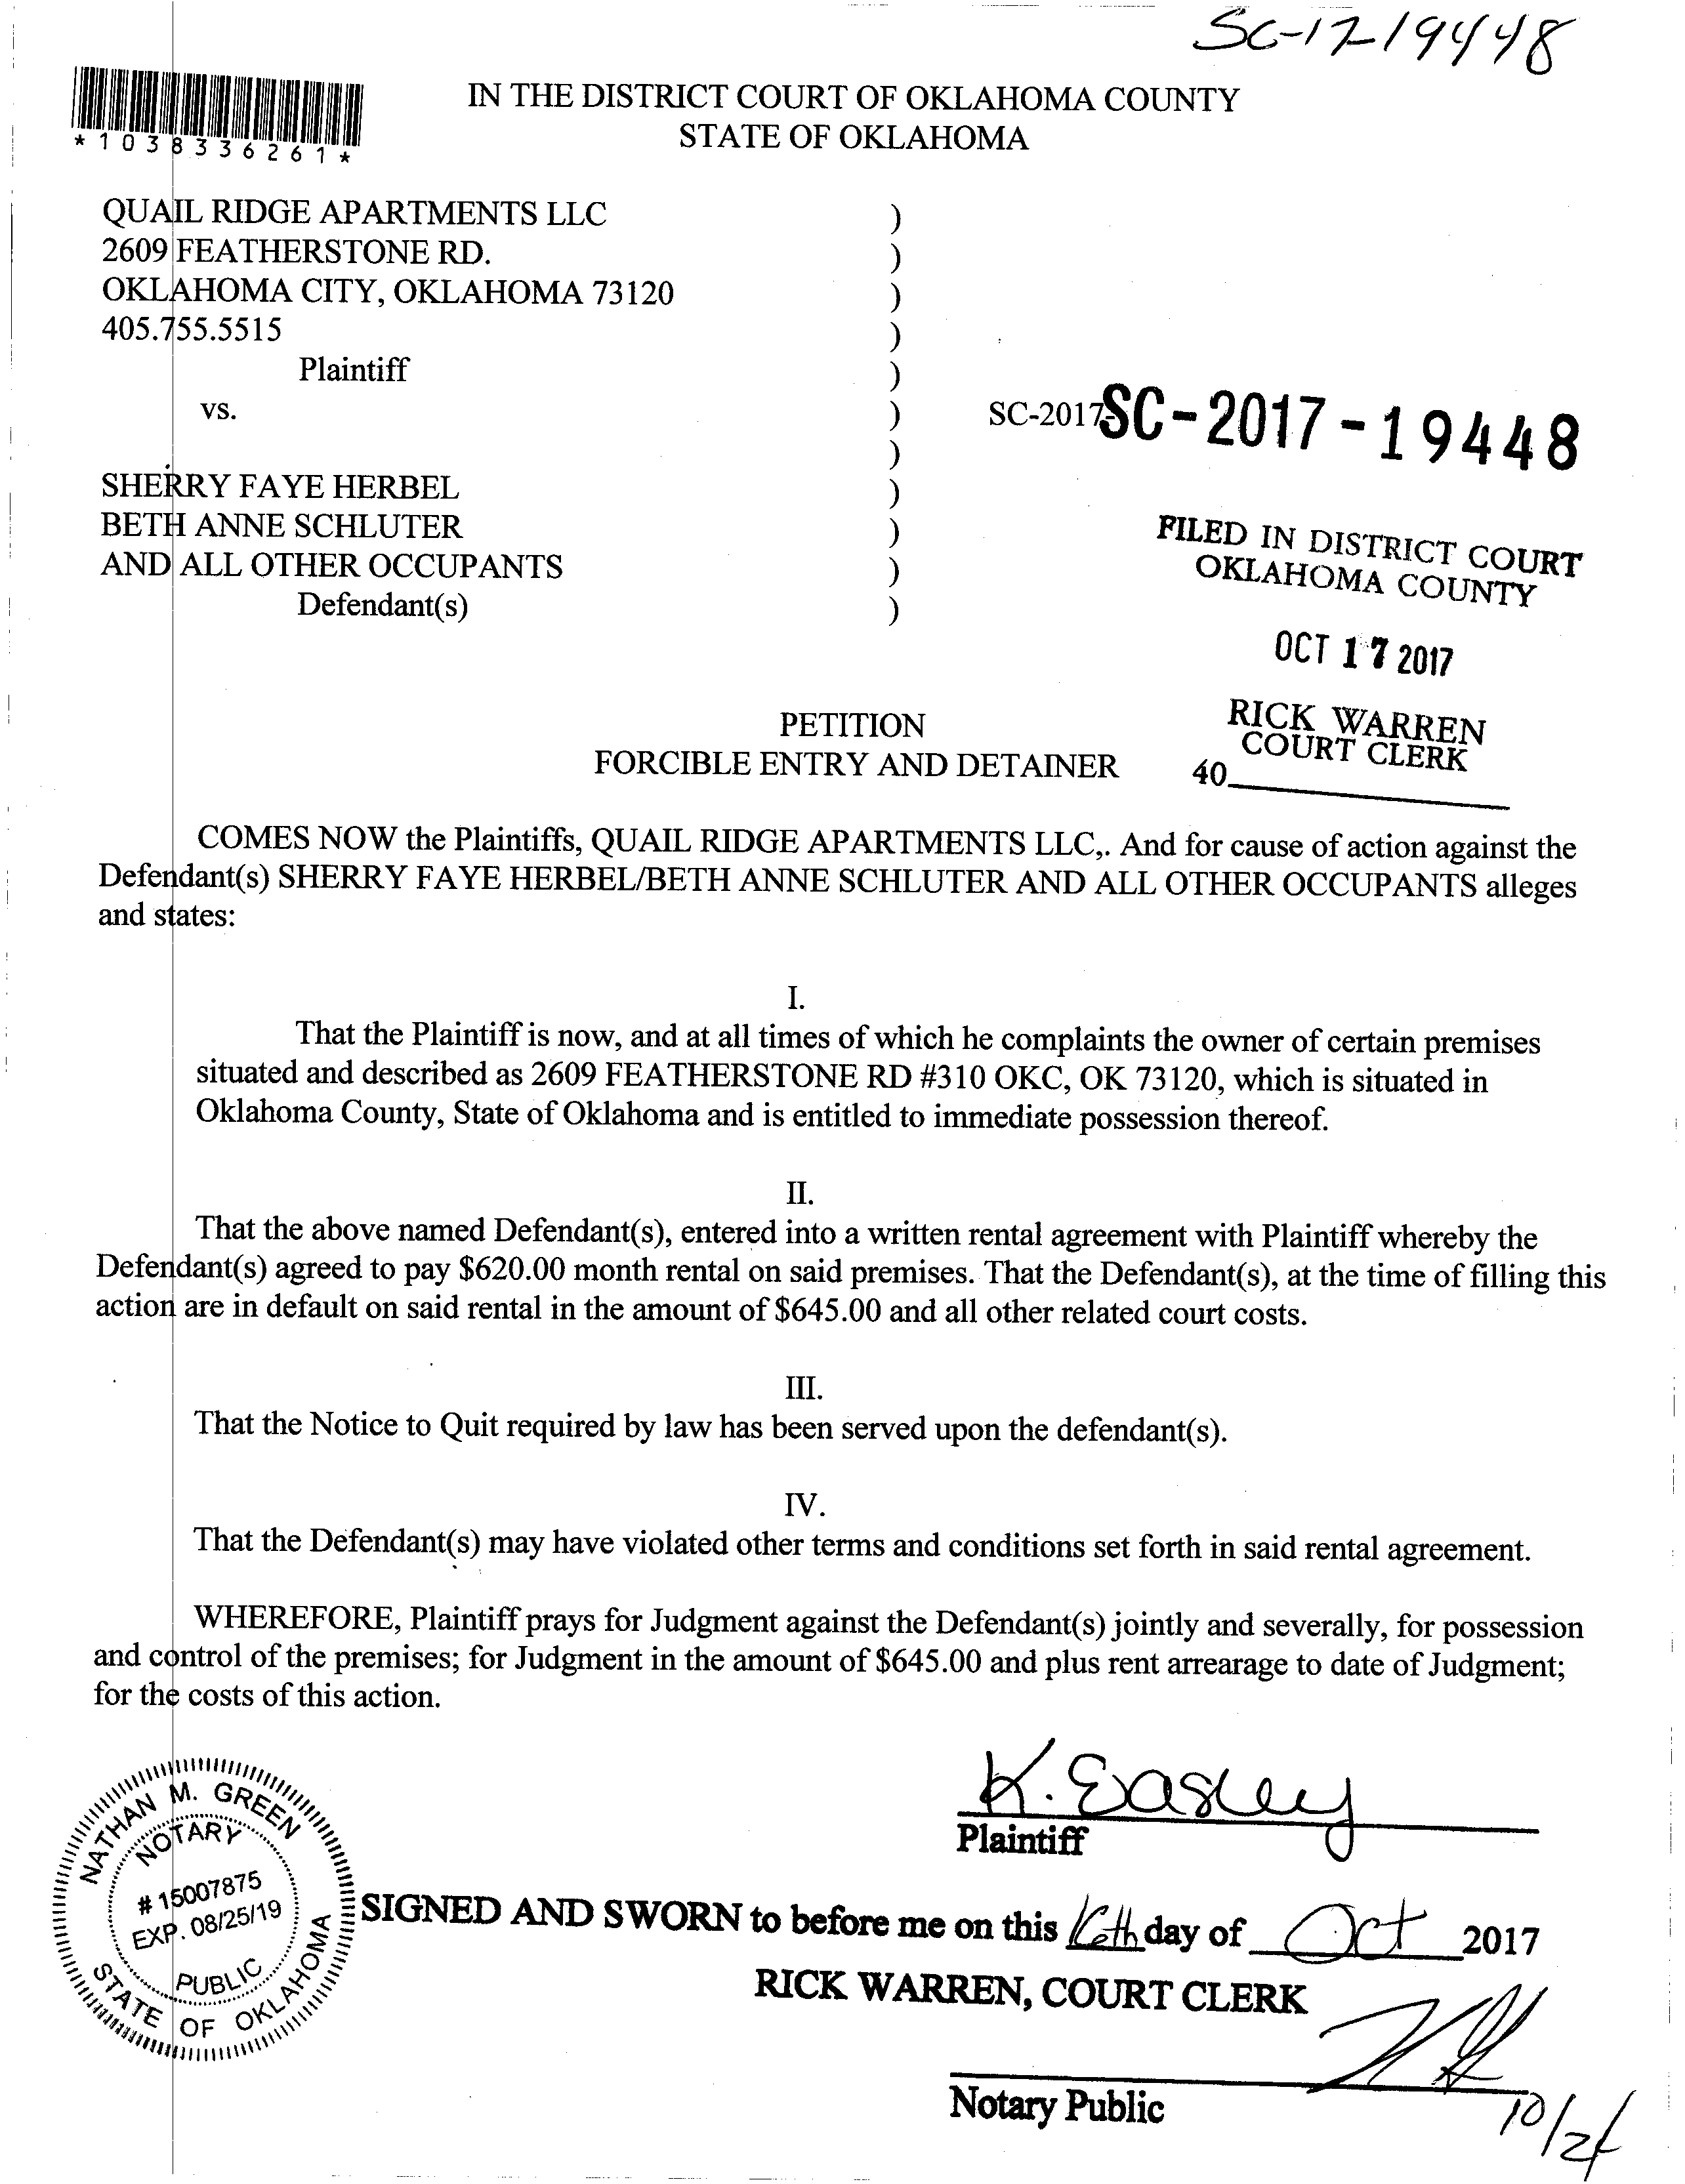 SC-17-19448
*1038336261*
IN THE DISTRICT COURT OF OKLAHOMA COUNTY
STATE OF OKLAHOMA
QUAIL RIDGE APARTMENTS LLC )
2609 FEATHERSTONE RD. )
OKLAHOMA CITY, OKLAHOMA 73120 )
405.755.5515 )
Plaintiff )
vs. ) SC-2017- SC-2017-19448
)
SHERRY FAYE HERBEL )
BETH ANNE SCHLUTER )
AND ALL OTHER OCCUPANTS )
Defendant(s) )
FILED IN DISTRICT COURT
OKLAHOMA COUNTY
OCT 17 2017
RICK WARREN
COURT CLERK
40
PETITION
FORCIBLE ENTRY AND DETAINER
COMES NOW the Plaintiffs, QUAIL RIDGE APARTMENTS LLC,. And for cause of action against the
Defendant(s) SHERRY FAYE HERBEL/BETH ANNE SCHLUTER AND ALL OTHER OCCUPANTS alleges
and states:
I.
That the Plaintiff is now, and at all times of which he complaints the owner of certain premises
situated and described as 2609 FEATHERSTONE RD #310 OKC, OK 73120, which is situated in
Oklahoma County, State of Oklahoma and is entitled to immediate possession thereof.
II.
That the above named Defendant(s), entered into a written rental agreement with Plaintiff whereby the
Defendant(s) agreed to pay $620.00 month rental on said premises. That the Defendant(s), at the time of filling this
action are in default on said rental in the amount of $645.00 and all other related court costs.
III.
That the Notice to Quit required by law has been served upon the defendant(s).
IV.
That the Defendant(s) may have violated other terms and conditions set forth in said rental agreement.
WHEREFORE, Plaintiff prays for Judgment against the Defendant(s) jointly and severally, for possession
and control of the premises; for Judgment in the amount of $645.00 and plus rent arrearage to date of Judgment;
for the costs of this action.
K. Easley
Plaintiff
NATHAN M. GREEN
NOTARY
# 15007875
EXP. 08/25/19
PUBLIC
STATE OF OKLAHOMA
SIGNED AND SWORN to before me on this 16th day of Oct 2017
RICK WARREN, COURT CLERK
Notary Public